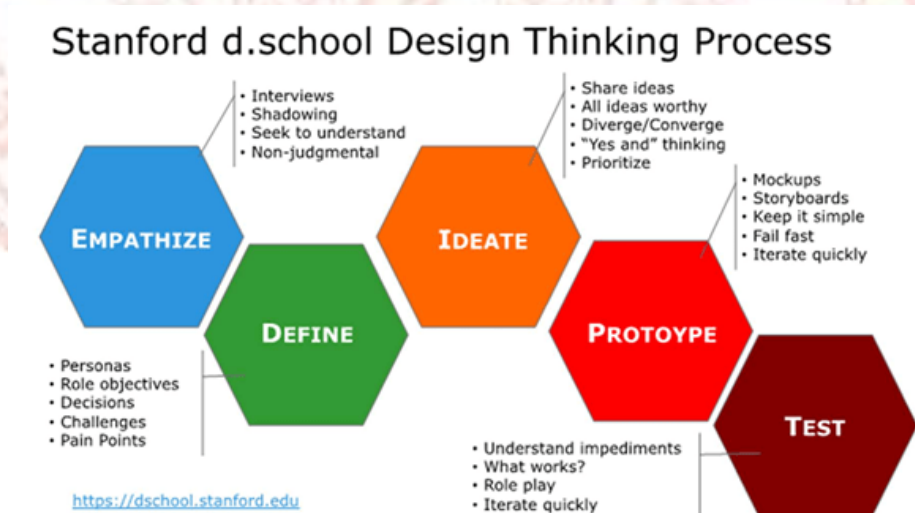 Stanford d.school Design Thinking Process
• Interviews
• Shadowing
• Seek to understand
• Non-judgmental
• Share ideas
• All ideas worthy
• Diverge/Converge
• “Yes and” thinking
• Prioritize
• Mockups
• Storyboards
• Keep it simple
• Fail fast
• Iterate quickly
EMPATHIZE
DEFINE
IDEATE
PROTOYPE
TEST
• Personas
• Role objectives
• Decisions
• Challenges
• Pain Points
• Understand impediments
• What works?
• Role play
• Iterate quickly
https://dschool.stanford.edu